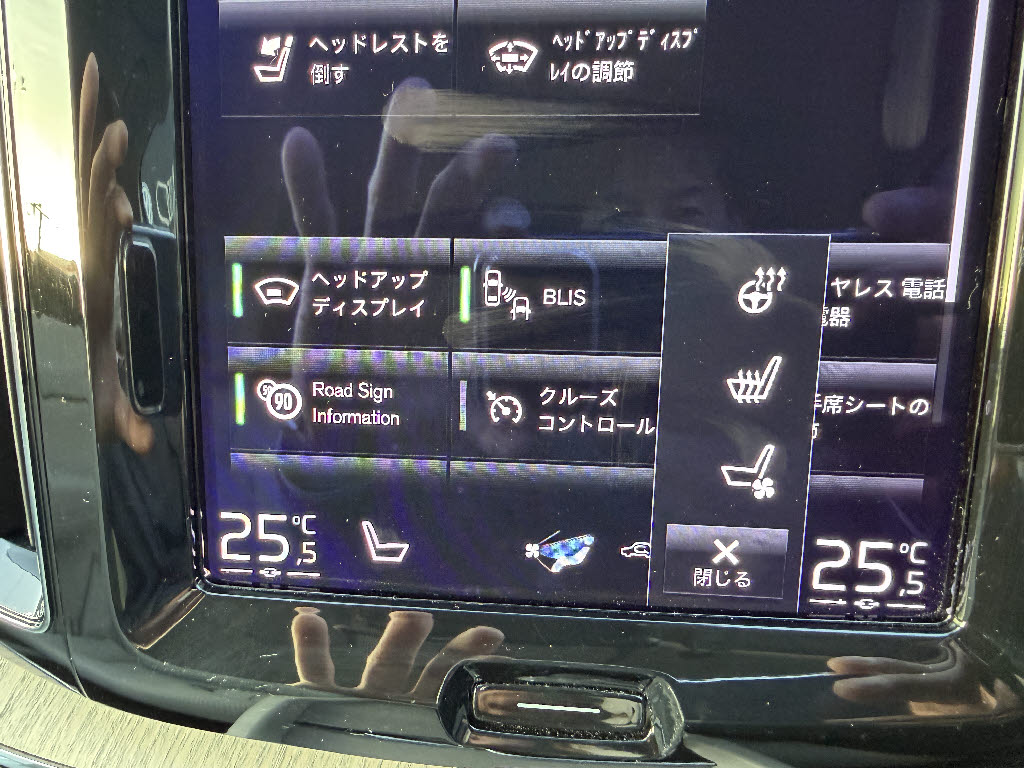 ヘッドレストを
倒す
ヘッドアップディスプ
レイの調節
ヘッドアップ
ディスプレイ
BLIS
ヤレス 電話
電器
90
Road Sign
Information
クルーズ
コントロール
手席シートの
節
25.5°C
閉じる
25.5°C